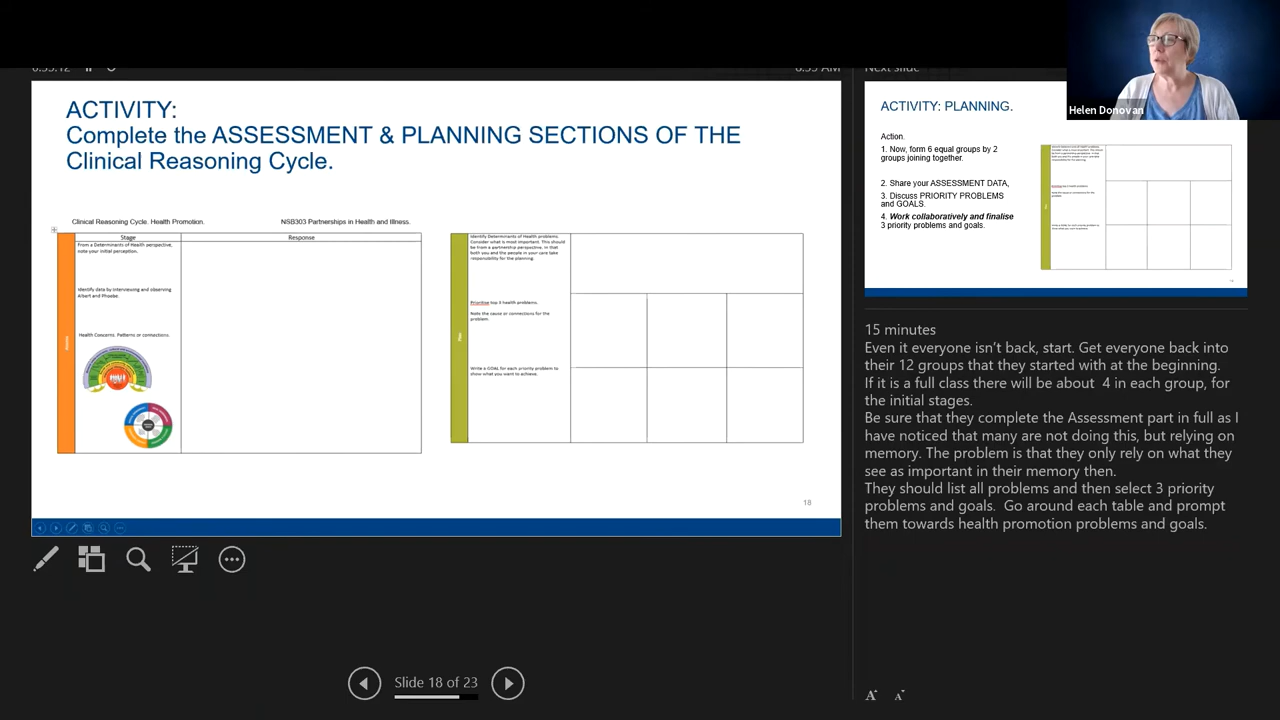 Next slide
Helen Donovan
ACTIVITY:
Complete the ASSESSMENT & PLANNING SECTIONS OF THE
Clinical Reasoning Cycle.
Clinical Reasoning Cycle. Health Promotion.
NSB303 Partnerships in Health and Illness.
Stage
Response
From a Determinants of Health perspective,
note your initial perception.
Identify data by interviewing and observing
Albert and Phoebe.
Health Concerns. Patterns or connections.
Identify Determinants of Health problems.
Consider what is most important. This should
be from a partnership perspective, in that
both you and the people in your care take
responsibility for the planning.
Prioritise top 3 health problems.
Note the cause or connections for the
problem.
Write a GOAL for each priority problem to
show what you want to achieve.
18
ACTIVITY: PLANNING.
Action.
1. Now, form 6 equal groups by 2
groups joining together.
2. Share your ASSESSMENT DATA,
3. Discuss PRIORITY PROBLEMS
and GOALS.
4. Work collaboratively and finalise
3 priority problems and goals.
15 minutes
Even it everyone isn't back, start. Get everyone back into
their 12 groups that they started with at the beginning.
If it is a full class there will be about 4 in each group, for
the initial stages.
Be sure that they complete the Assessment part in full as I
have noticed that many are not doing this, but relying on
memory. The problem is that they only rely on what they
see as important in their memory then.
They should list all problems and then select 3 priority
problems and goals. Go around each table and prompt
them towards health promotion problems and goals.
Slide 18 of 23
A A